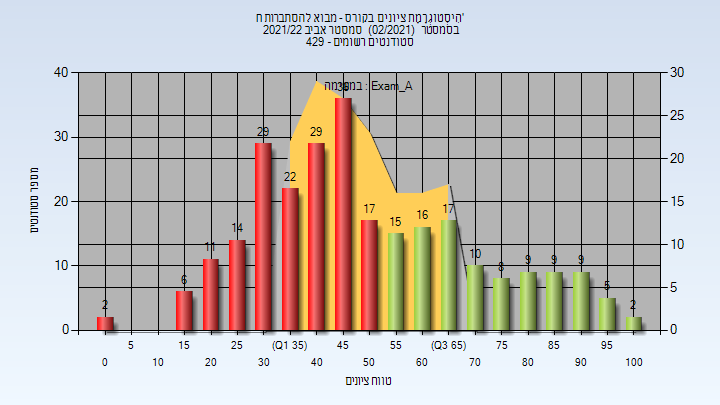 הִיסְטוֹגְרָמַת ציונים בקורס - מבוא להסתברות ח'
בסמסטר (02/2021) סמסטר אביב 2021/22
סטודנטים רשומים - 429
במגמה : Exam_A
מספר סטודנטים
40 30 20 10 0
30 25 20 15 10 5 0
2 6 11 14 29 22 29 36 17 15 16 17 10 8 9 9 9 5 2
5 15 25 (Q1 35) 45 55 (Q3 65) 75 85 95
0 10 20 30 40 50 60 70 80 90 100
טווח ציונים